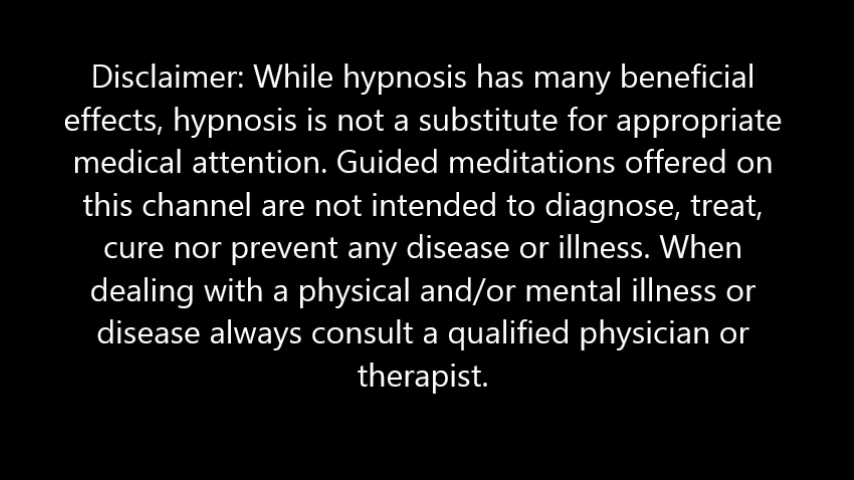 Disclaimer: While hypnosis has many beneficial
effects, hypnosis is not a substitute for appropriate
medical attention. Guided meditations offered on
this channel are not intended to diagnose, treat,
cure nor prevent any disease or illness. When
dealing with a physical and/or mental illness or
disease always consult a qualified physician or
therapist.